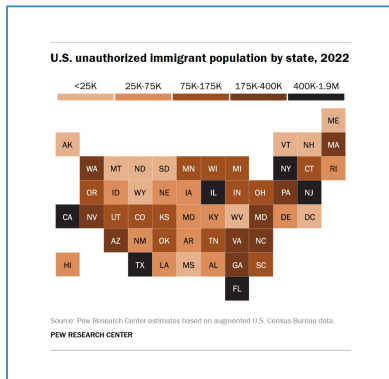 U.S. unauthorized immigrant population by state, 2022
<25K 25K-75K 75K-175K 175K-400K 400K-1.9M
ME
AK VT NH MA
WA MT ND SD MN WI MI NY CT RI
OR ID WY NE IA IL IN OH PA NJ
CA NV UT CO KS MO KY WV MD DE DC
AZ NM OK AR TN VA NC
HI TX LA MS AL GA SC
FL
Source: Pew Research Center estimates based on augmented U.S. Census Bureau data.
PEW RESEARCH CENTER